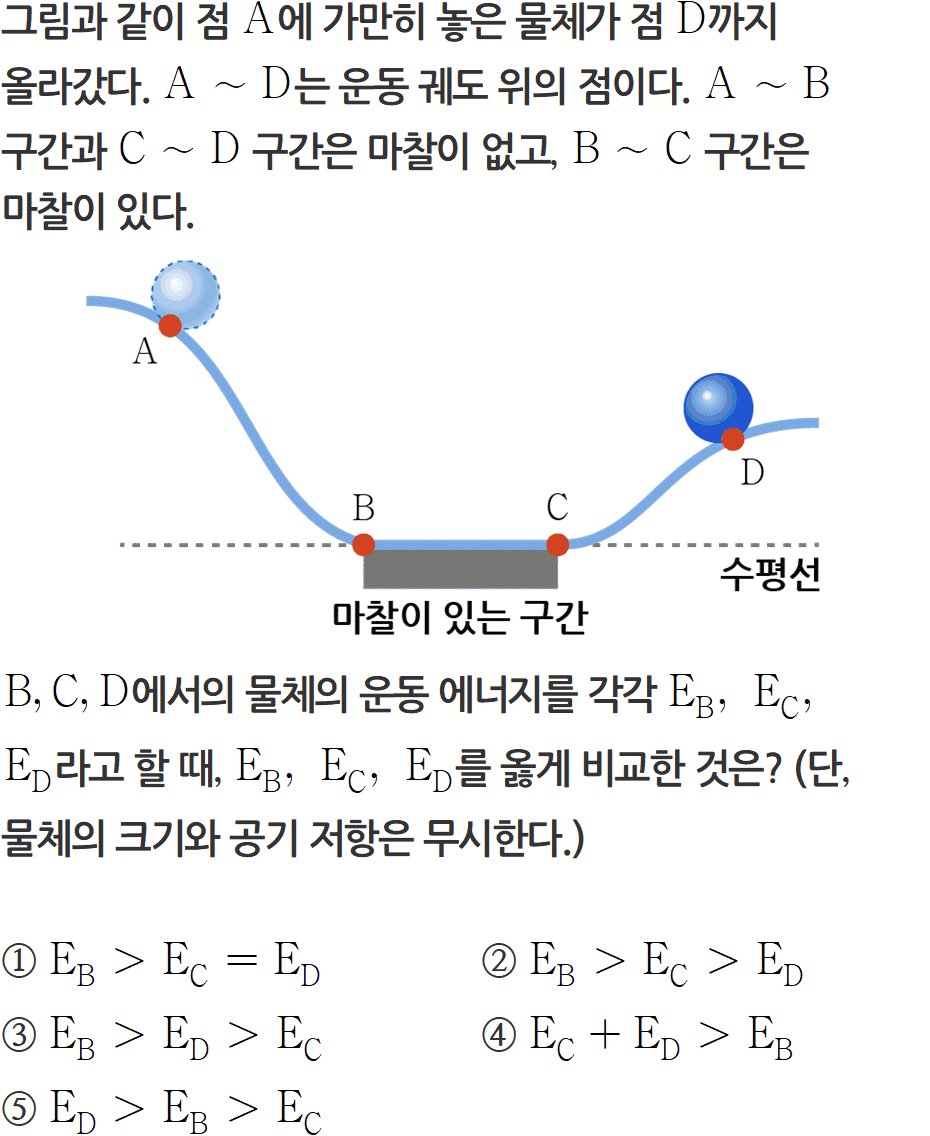 그림과 같이 점 A에 가만히 놓은 물체가 점 D까지
올라갔다. A ~ D는 운동 궤도 위의 점이다. A ~ B
구간과 C ~ D 구간은 마찰이 없고, B ~ C 구간은
마찰이 있다.
A
D
B
C
수평선
마찰이 있는 구간
B, C, D에서의 물체의 운동 에너지를 각각 E_B, E_C,
E_D라고 할 때, E_B, E_C, E_D를 옳게 비교한 것은? (단,
물체의 크기와 공기 저항은 무시한다.)
① E_B > E_C = E_D
② E_B > E_C > E_D
③ E_B > E_D > E_C
④ E_C + E_D > E_B
⑤ E_D > E_B > E_C